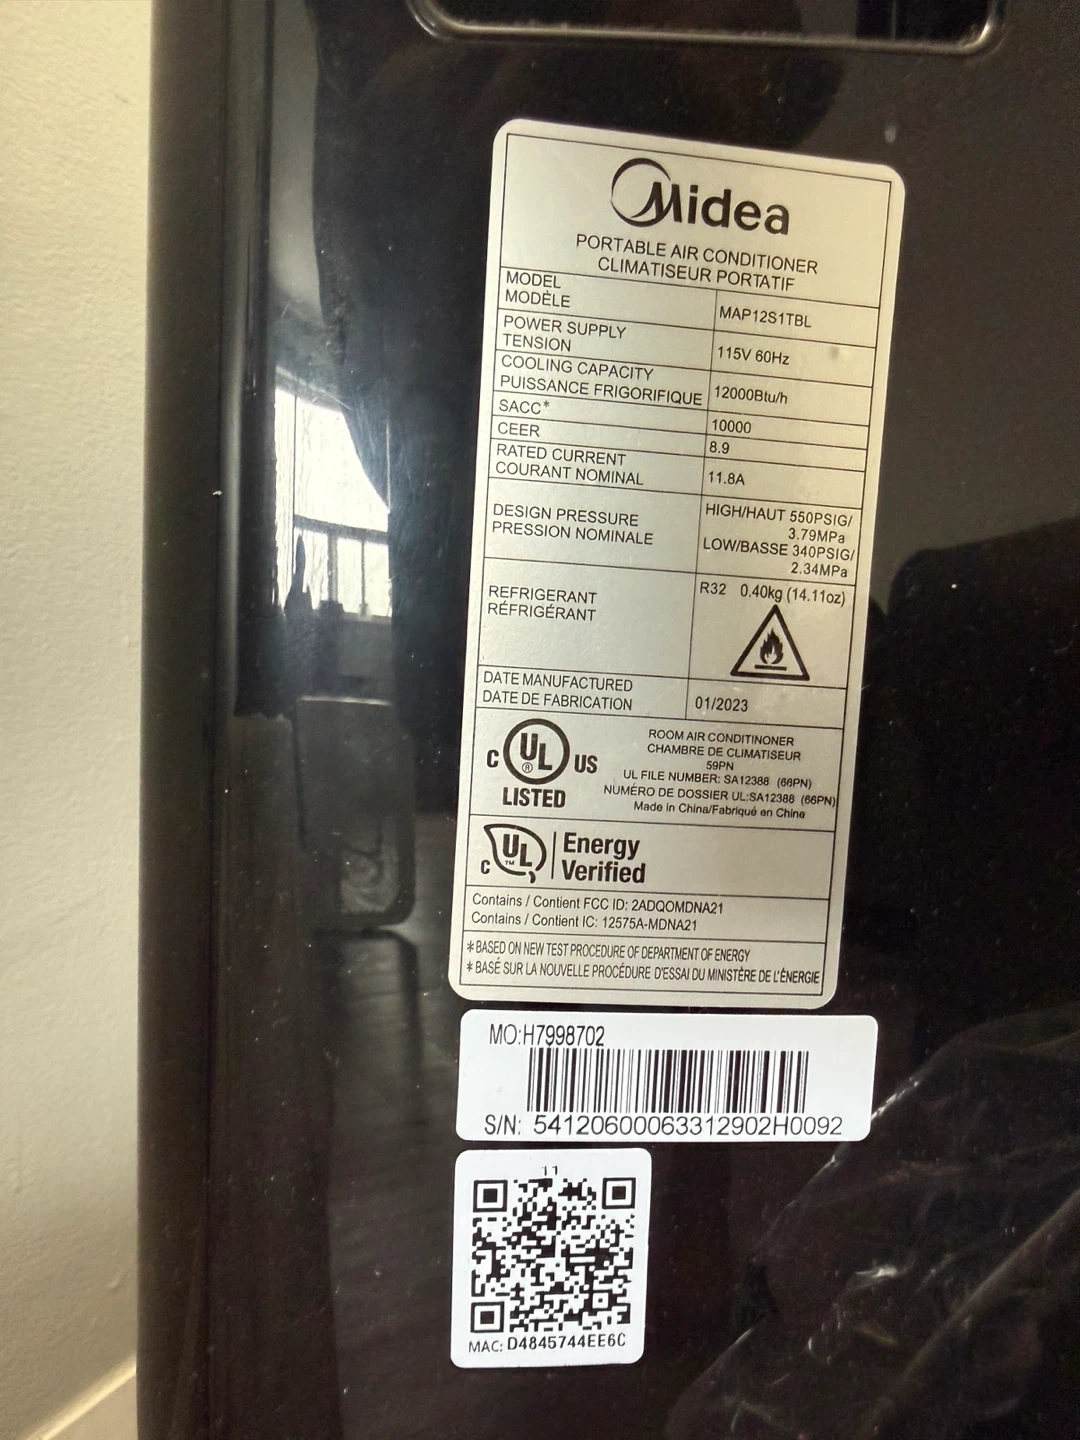 Midea
PORTABLE AIR CONDITIONER
CLIMATISEUR PORTATIF
MODEL
MODÈLE
MAP12S1TBL
POWER SUPPLY
TENSION
115V 60Hz
COOLING CAPACITY
PUISSANCE FRIGORIFIQUE
12000Btu/h
SACC*
10000
CEER
8.9
RATED CURRENT
COURANT NOMINAL
11.8A
DESIGN PRESSURE
PRESSION NOMINALE
HIGH/HAUT 550PSIG/
3.79MPa
LOW/BASSE 340PSIG/
2.34MPa
REFRIGERANT
RÉFRIGÉRANT
R32 0.40kg (14.11oz)
DATE MANUFACTURED
DATE DE FABRICATION
01/2023
C UL ® US
LISTED
ROOM AIR CONDITINONER
CHAMBRE DE CLIMATISEUR
59PN
UL FILE NUMBER: SA12388 (66PN)
NUMÉRO DE DOSSIER UL:SA12388 (66PN)
Made in China/Fabriqué en Chine
C UL ™
Energy
Verified
Contains / Contient FCC ID: 2ADQOMDNA21
Contains / Contient IC: 12575A-MDNA21
*BASED ON NEW TEST PROCEDURE OF DEPARTMENT OF ENERGY
*BASÉ SUR LA NOUVELLE PROCÉDURE D'ESSAI DU MINISTÈRE DE L'ÉNERGIE
MO:H7998702
S/N: 54120600063312902H0092
11
MAC: D4845744EE6C